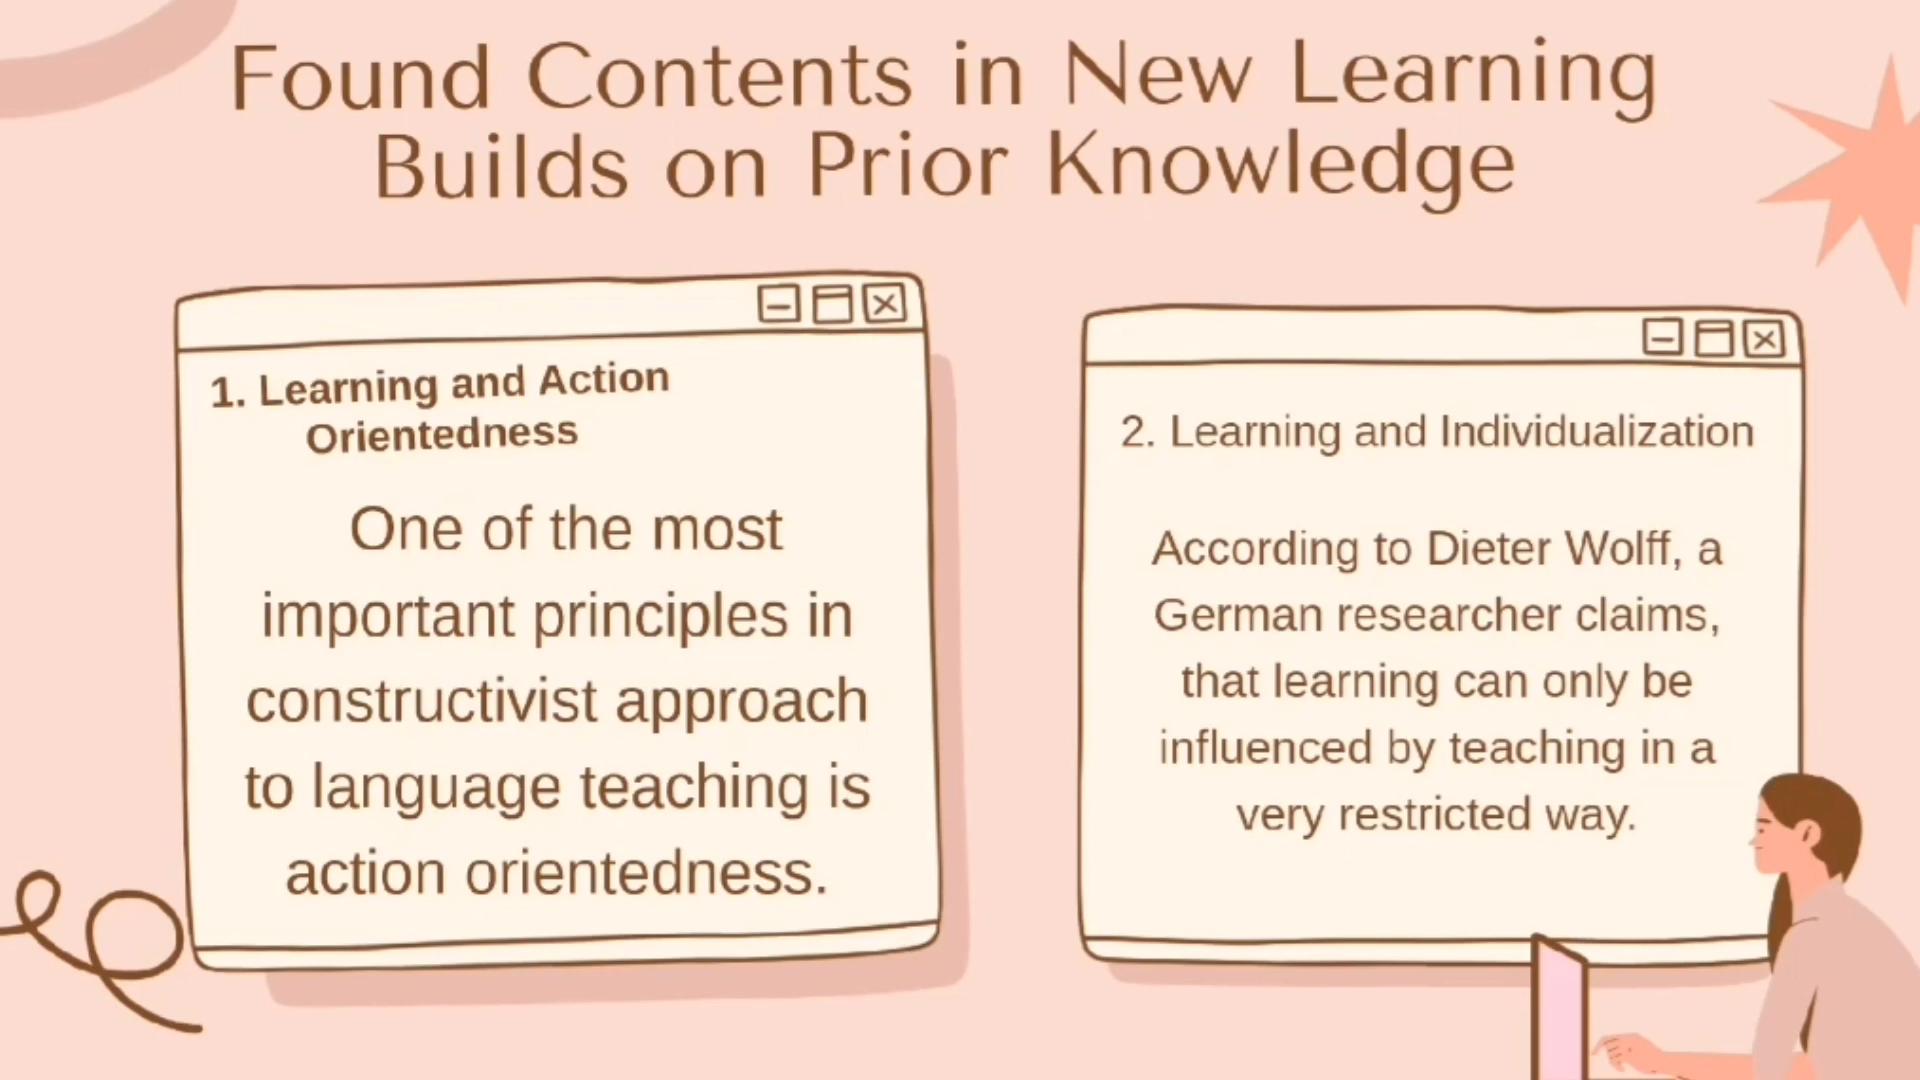 Found Contents in New Learning
Builds on Prior Knowledge
1. Learning and Action
Orientedness
One of the most
important principles in
constructivist approach
to language teaching is
action orientedness.
2. Learning and Individualization
According to Dieter Wolff, a
German researcher claims,
that learning can only be
influenced by teaching in a
very restricted way.